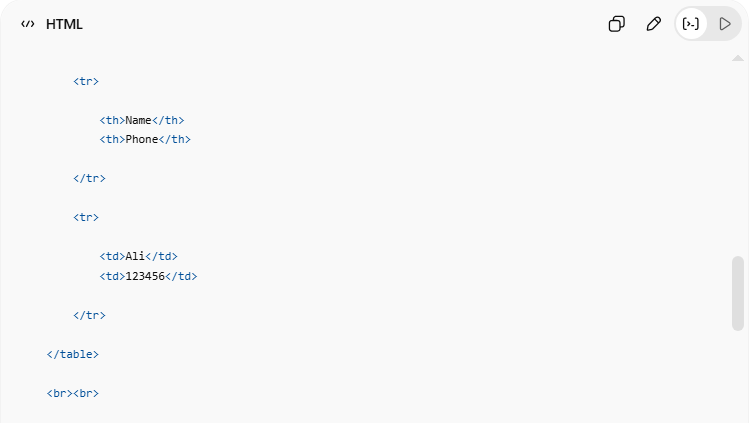 HTML
<tr>
<th>Name</th>
<th>Phone</th>
</tr>
<tr>
<td>Ali</td>
<td>123456</td>
</tr>
</table>
<br><br>